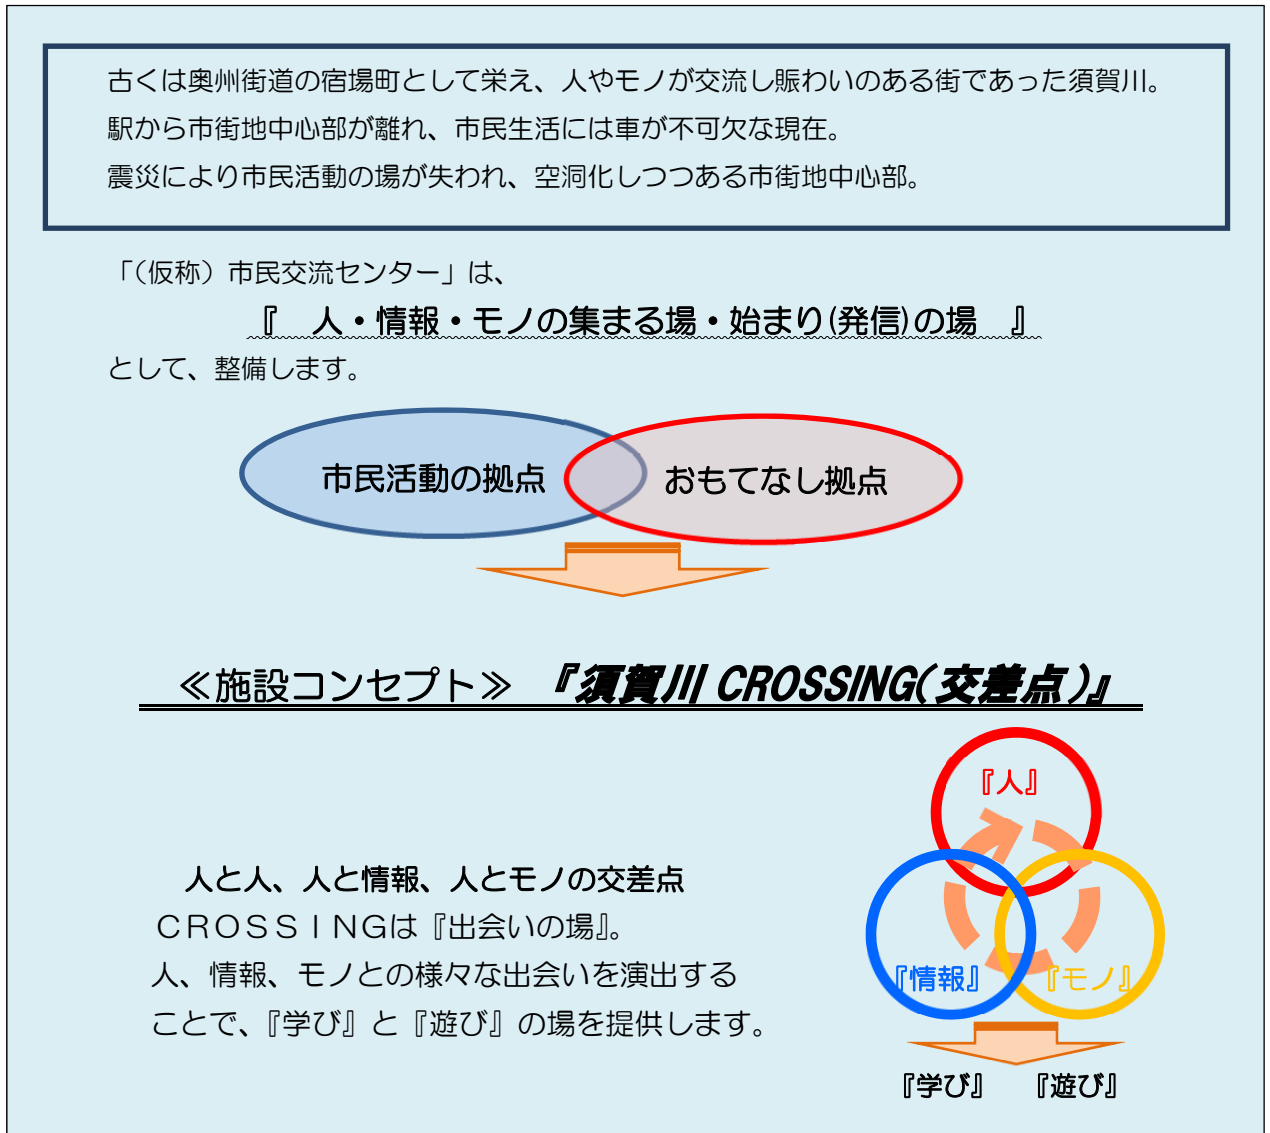 古くは奥州街道の宿場町として栄え、人やモノが交流し賑わいのある街であった須賀川。
駅から市街地中心部が離れ、市民生活には車が不可欠な現在。
震災により市民活動の場が失われ、空洞化しつつある市街地中心部。
「(仮称）市民交流センター」は、
『　人・情報・モノの集まる場・始まり(発信)の場　』
として、整備します。
市民活動の拠点
おもてなし拠点
≪施設コンセプト≫　『須賀川 CROSSING(交差点)』
『人』
『情報』
『モノ』
人と人、人と情報、人とモノの交差点
ＣＲＯＳＳＩＮＧは『出会いの場』。
人、情報、モノとの様々な出会いを演出する
ことで、『学び』と『遊び』の場を提供します。
『学び』　『遊び』